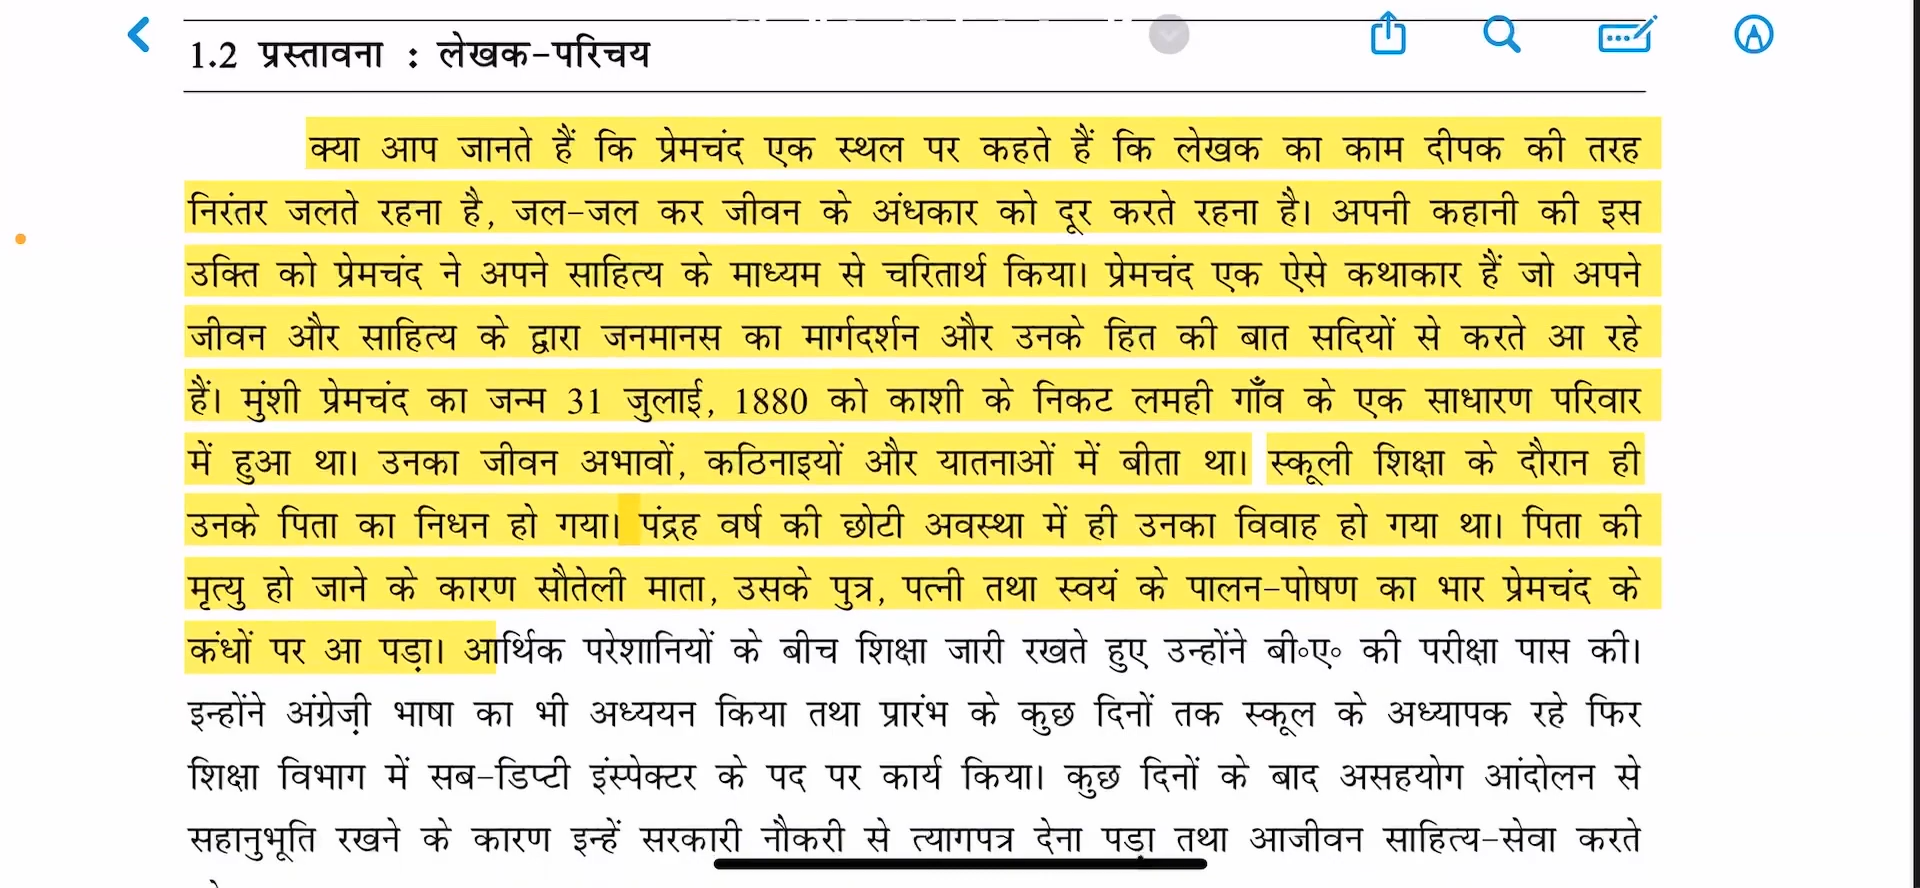 1.2 प्रस्तावना : लेखक-परिचय
क्या आप जानते हैं कि प्रेमचंद एक स्थल पर कहते हैं कि लेखक का काम दीपक की तरह
निरंतर जलते रहना है, जल-जल कर जीवन के अंधकार को दूर करते रहना है। अपनी कहानी की इस
उक्ति को प्रेमचंद ने अपने साहित्य के माध्यम से चरितार्थ किया। प्रेमचंद एक ऐसे कथाकार हैं जो अपने
जीवन और साहित्य के द्वारा जनमानस का मार्गदर्शन और उनके हित की बात सदियों से करते आ रहे
हैं। मुंशी प्रेमचंद का जन्म 31 जुलाई, 1880 को काशी के निकट लमही गाँव के एक साधारण परिवार
में हुआ था। उनका जीवन अभावों, कठिनाइयों और यातनाओं में बीता था। स्कूली शिक्षा के दौरान ही
उनके पिता का निधन हो गया। पंद्रह वर्ष की छोटी अवस्था में ही उनका विवाह हो गया था। पिता की
मृत्यु हो जाने के कारण सौतेली माता, उसके पुत्र, पत्नी तथा स्वयं के पालन-पोषण का भार प्रेमचंद के
कंधों पर आ पड़ा। आर्थिक परेशानियों के बीच शिक्षा जारी रखते हुए उन्होंने बी॰ए॰ की परीक्षा पास की।
इन्होंने अंग्रेज़ी भाषा का भी अध्ययन किया तथा प्रारंभ के कुछ दिनों तक स्कूल के अध्यापक रहे फिर
शिक्षा विभाग में सब-डिप्टी इंस्पेक्टर के पद पर कार्य किया। कुछ दिनों के बाद असहयोग आंदोलन से
सहानुभूति रखने के कारण इन्हें सरकारी नौकरी से त्यागपत्र देना पड़ा तथा आजीवन साहित्य-सेवा करते